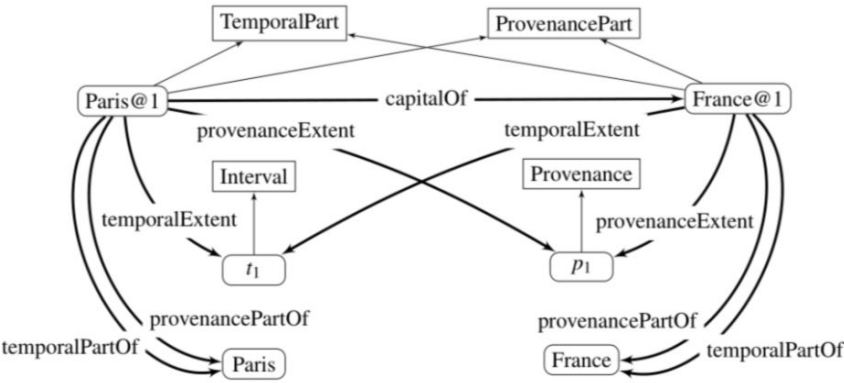 TemporalPart
ProvenancePart
Paris@1
capitalOf
France@1
provenanceExtent
temporalExtent
Interval
Provenance
temporalExtent
provenanceExtent
t1
p1
provenancePartOf
provenancePartOf
temporalPartOf
temporalPartOf
Paris
France